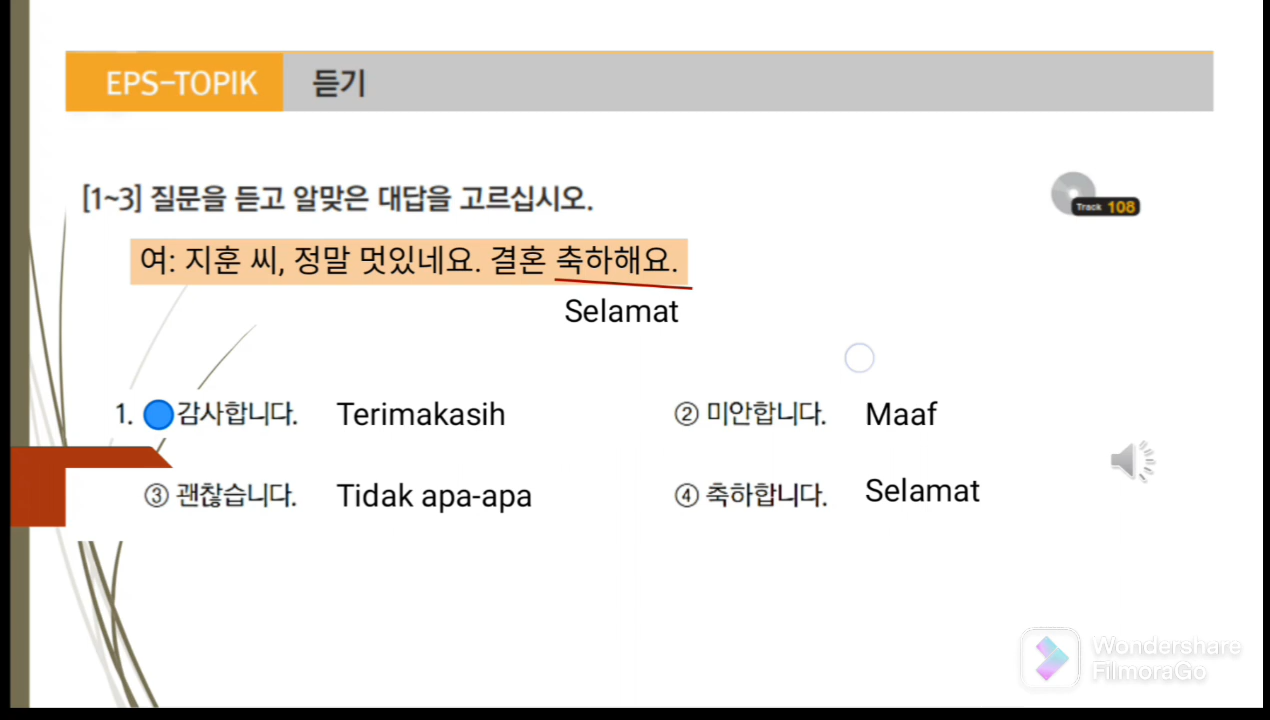 EPS-TOPIK 듣기
[1~3] 질문을 듣고 알맞은 대답을 고르십시오.
Track 108
여: 지훈 씨, 정말 멋있네요. 결혼 축하해요.
Selamat
1. 감사합니다. Terimakasih ② 미안합니다. Maaf
③ 괜찮습니다. Tidak apa-apa ④ 축하합니다. Selamat
Wondershare
FilmoraGo